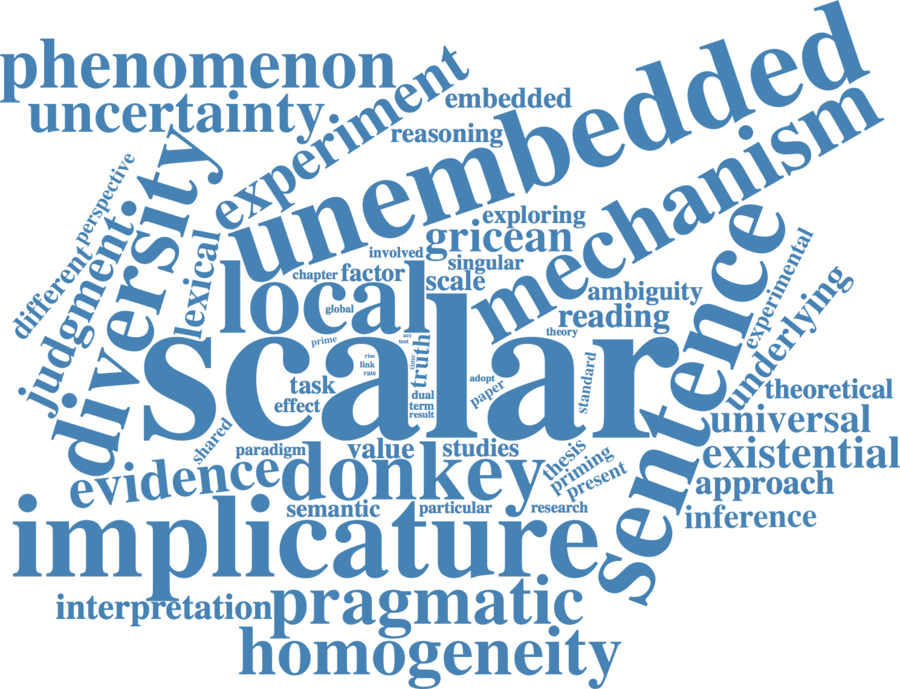 phenomenon
uncertainty
experiment
embedded
reasoning
unembedded
mechanism
different
perspective
judgment
diversity
lexical
exploring
gricean
involved
singular
chapter
factor
scale
local
global
ambiguity
reading
theory
experimental
underlying
sentence
scalar
prime
rise
link
rate
test
time
truth
adopt
paper
standard
task
effect
dual
term
result
theoretical
universal
existential
approach
inference
shared
paradigm
value
studies
evidence
donkey
thesis
priming
present
semantic
particular
research
implicature
interpretation
pragmatic
homogeneity